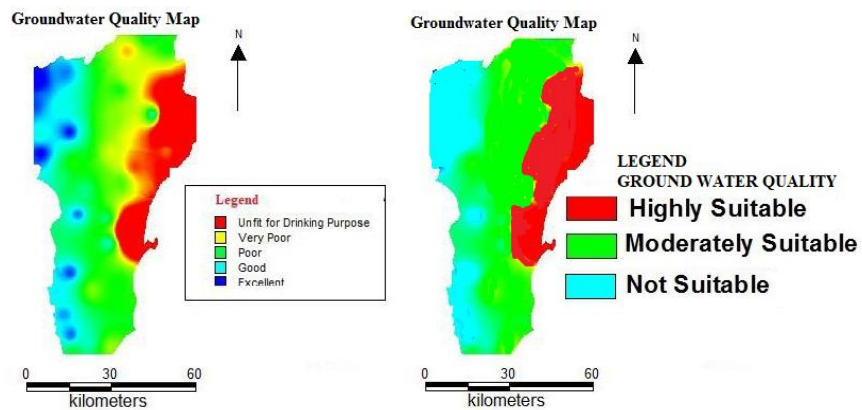 Groundwater Quality Map
N
Legend
Unfit for Drinking Purpose
Very Poor
Poor
Good
Excellent
0 30 60
kilometers
Groundwater Quality Map
N
LEGEND
GROUND WATER QUALITY
Highly Suitable
Moderately Suitable
Not Suitable
0 30 60
kilometers